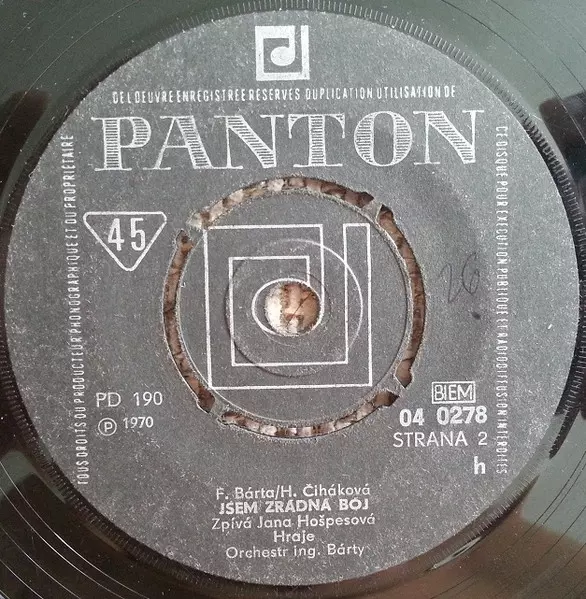 DE L'OEUVRE ENREGISTREE RESERVES DUPLICATION UTILISATION DE
PANTON
TOUS DROITS DU PRODUCTEUR PHONOGRAPHIQUE ET DU PROPRIETAIRE
CE DISQUE POUR EXECUTION PUBLIQUE ET RADIODIFFUSION INTERDITES
45
26
PD 190
Ⓟ 1970
BIEM
04 0278
STRANA 2
h
F. Bárta/H. Čiháková
JSEM ZRÁDNÁ BÓJ
Zpívá Jana Hošpesová
Hraje
Orchestr ing. Bárty